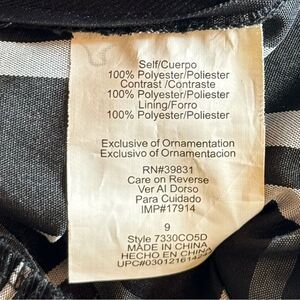 Self/Cuerpo
100% Polyester/Poliester
Contrast /Contraste
100% Polyester/Poliester
Lining/Forro
100% Polyester/Poliester
Exclusive of Ornamentation
Exclusivo of Ornamentacion
RN#39831
Care on Reverse
Ver Al Dorso
Para Cuidado
IMP#17914
9
Style 7330CO5D
MADE IN CHINA
HECHO EN CHINA